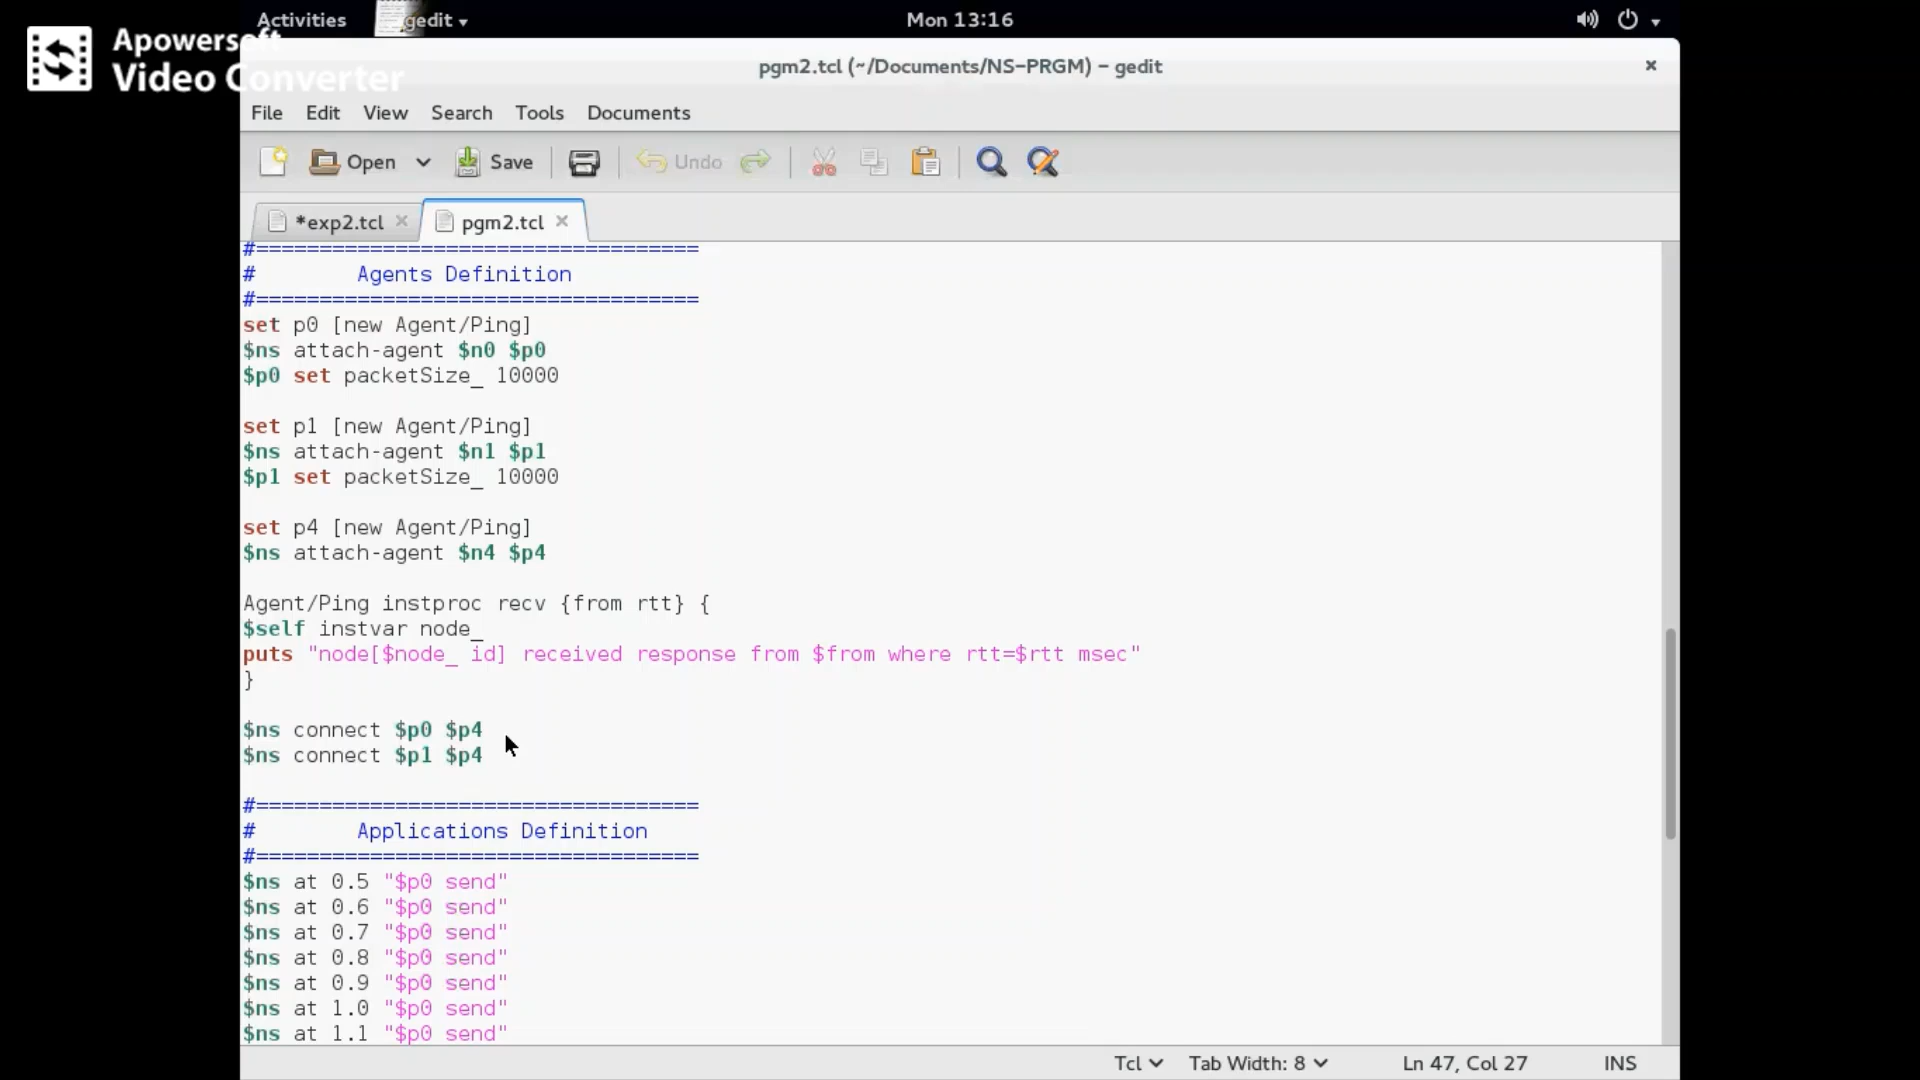 Activities gedit Mon 13:16
Apowersoft
Video Converter
pgm2.tcl (~/Documents/NS-PRGM) – gedit
File Edit View Search Tools Documents
Open Save Undo
*exp2.tcl pgm2.tcl
#===================================
#        Agents Definition
#===================================
set p0 [new Agent/Ping]
$ns attach-agent $n0 $p0
$p0 set packetSize_ 10000
set p1 [new Agent/Ping]
$ns attach-agent $n1 $p1
$p1 set packetSize_ 10000
set p4 [new Agent/Ping]
$ns attach-agent $n4 $p4
Agent/Ping instproc recv {from rtt} {
$self instvar node_
puts "node[$node_ id] received response from $from where rtt=$rtt msec"
}
$ns connect $p0 $p4
$ns connect $p1 $p4
#===================================
#        Applications Definition
#===================================
$ns at 0.5 "$p0 send"
$ns at 0.6 "$p0 send"
$ns at 0.7 "$p0 send"
$ns at 0.8 "$p0 send"
$ns at 0.9 "$p0 send"
$ns at 1.0 "$p0 send"
$ns at 1.1 "$p0 send"
Tcl Tab Width: 8 Ln 47, Col 27 INS